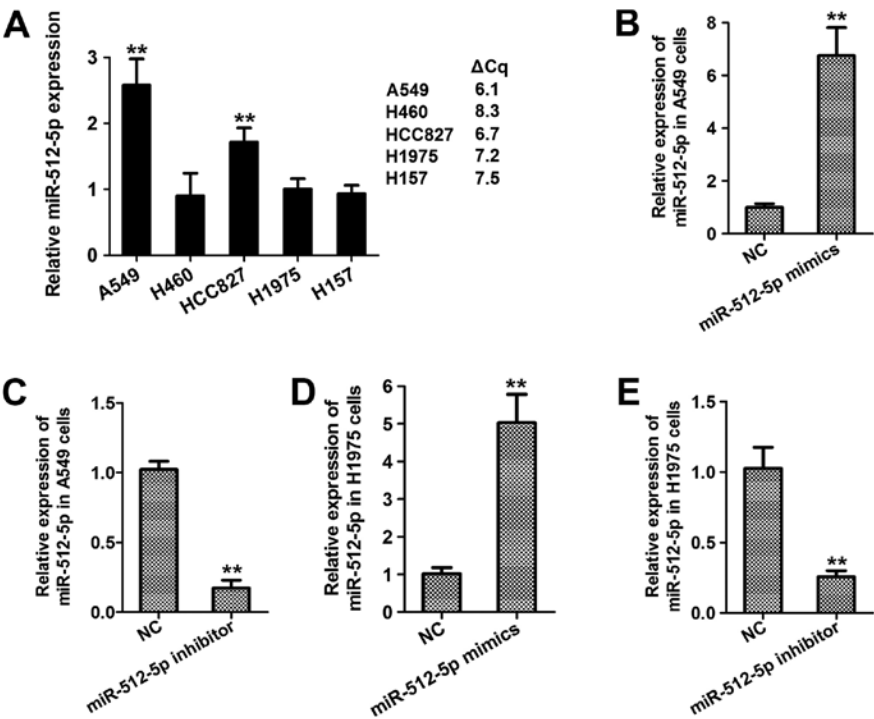 A
Relative miR-512-5p expression
3
2
1
0
**
**
A549
H460
HCC827
H1975
H157
ΔCq
A549 6.1
H460 8.3
HCC827 6.7
H1975 7.2
H157 7.5
B
Relative expression of
miR-512-5p in A549 cells
8
6
4
2
0
**
NC
miR-512-5p mimics
C
Relative expression of
miR-512-5p in A549 cells
1.5
1.0
0.5
0.0
**
NC
miR-512-5p inhibitor
D
Relative expression of
miR-512-5p in H1975 cells
6
5
4
3
2
1
0
**
NC
miR-512-5p mimics
E
Relative expression of
miR-512-5p in H1975 cells
1.5
1.0
0.5
0.0
**
NC
miR-512-5p inhibitor